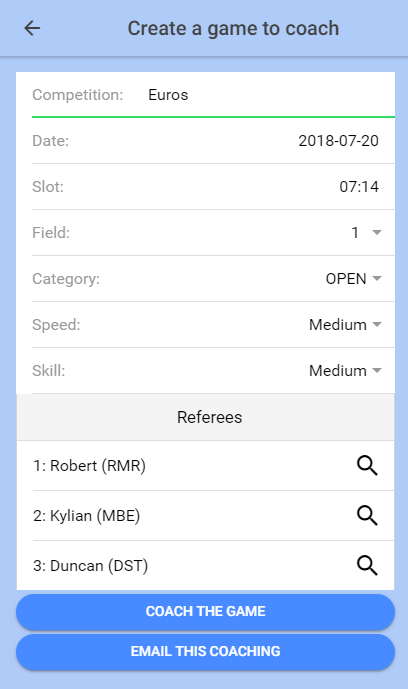 Create a game to coach
Competition: Euros
Date: 2018-07-20
Slot: 07:14
Field: 1
Category: OPEN
Speed: Medium
Skill: Medium
Referees
1: Robert (RMR)
2: Kylian (MBE)
3: Duncan (DST)
COACH THE GAME
EMAIL THIS COACHING